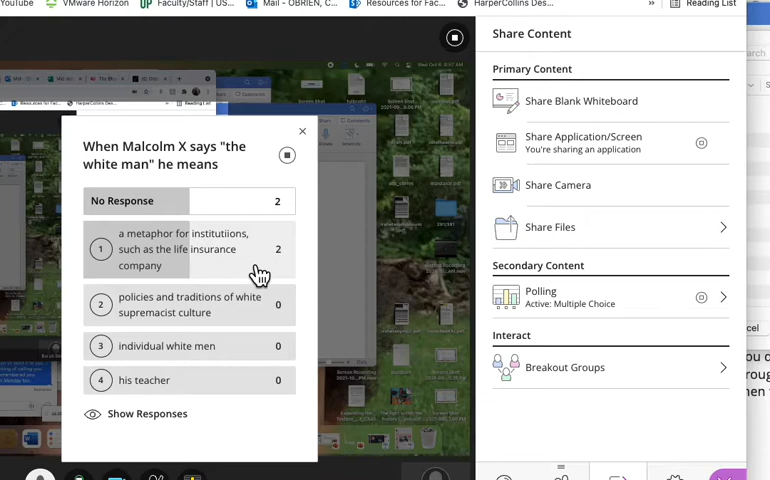 YouTube VMware Horizon Faculty/Staff | US... Mail - OBRIEN, C... Resources for Fac... HarperCollins Des... » Reading List
Share Content
Primary Content
Share Blank Whiteboard
Share Application/Screen
You're sharing an application
Share Camera
Share Files
Secondary Content
Polling
Active: Multiple Choice
Interact
Breakout Groups
When Malcolm X says "the
white man" he means
No Response 2
1 a metaphor for institutiions,
such as the life insurance
company 2
2 policies and traditions of white
supremacist culture 0
3 individual white men 0
4 his teacher 0
Show Responses